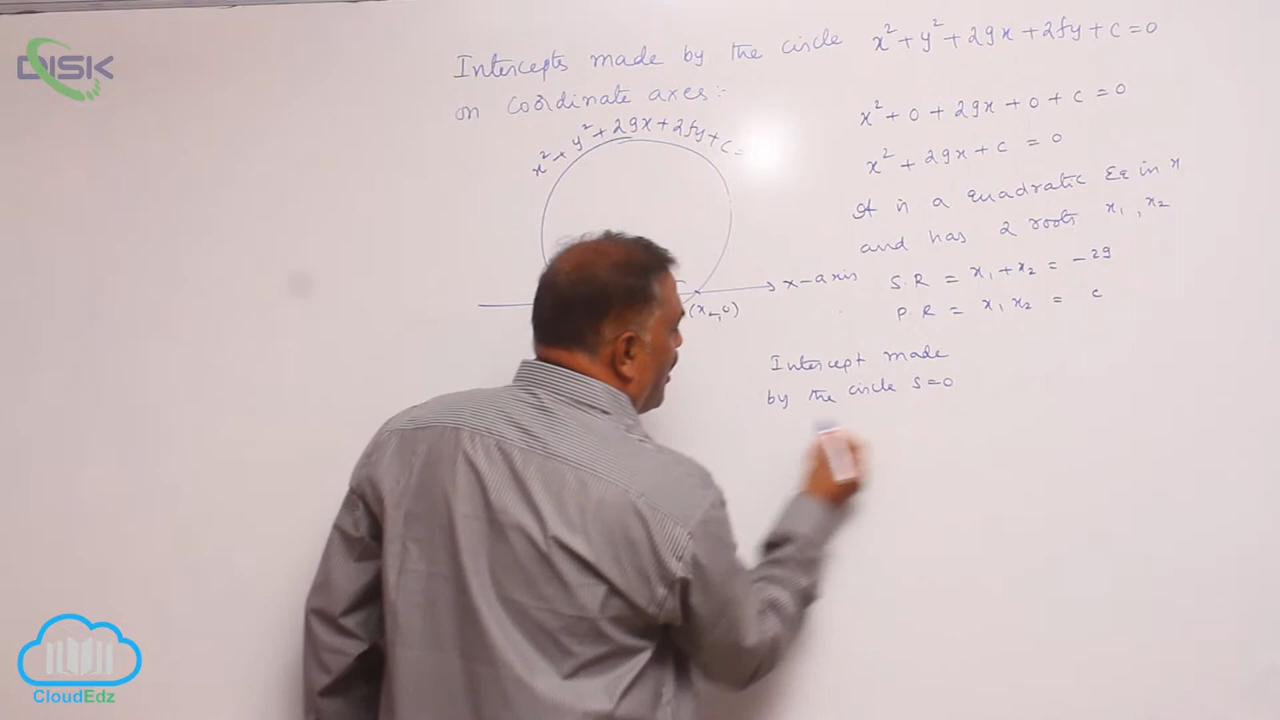 DISK
Intercepts made by the circle x² + y² + 2gx + 2fy + c = 0
on coordinate axes :-
x² + y² + 2gx + 2fy + c =
x² + 0 + 2gx + 0 + c = 0
x² + 2gx + c = 0
It is a quadratic Eq in x
and has 2 roots x₁, x₂
x-axis
(x₂, 0)
S.R = x₁ + x₂ = -2g
P.R = x₁ x₂ = c
Intercept made
by the circle S=0
CloudEdz